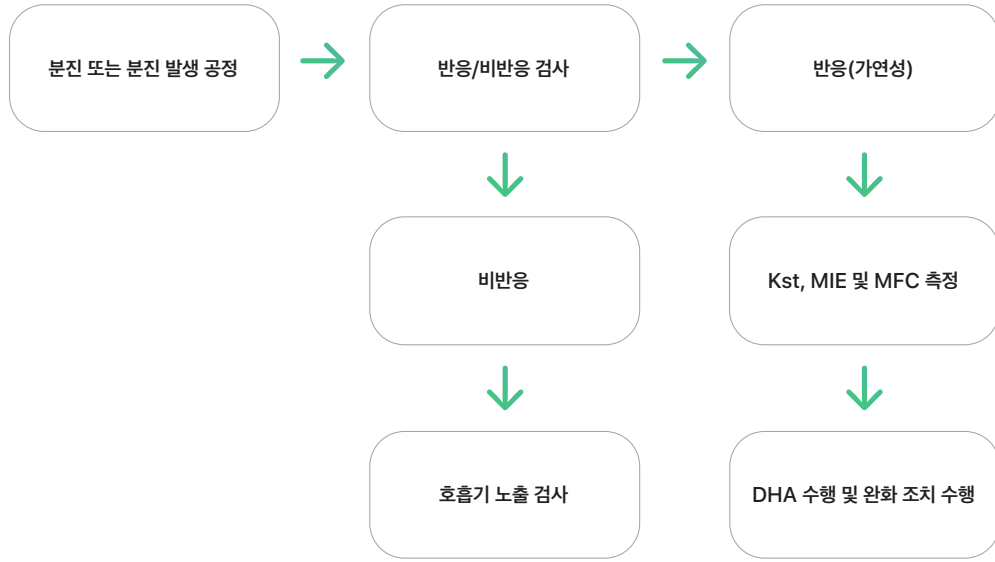 분진 또는 분진 발생 공정
반응/비반응 검사
반응(가연성)
비반응
Kst, MIE 및 MFC 측정
호흡기 노출 검사
DHA 수행 및 완화 조치 수행